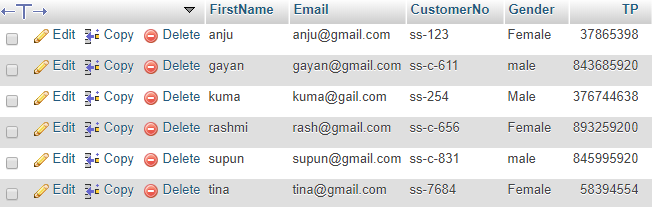 FirstName Email CustomerNo Gender TP
Edit Copy Delete anju anju@gmail.com ss-123 Female 37865398
Edit Copy Delete gayan gayan@gmail.com ss-c-611 male 843685920
Edit Copy Delete kuma kuma@gail.com ss-254 Male 376744638
Edit Copy Delete rashmi rash@gmail.com ss-c-656 Female 893259200
Edit Copy Delete supun supun@gmail.com ss-c-831 male 845995920
Edit Copy Delete tina tina@gmail.com ss-7684 Female 58394554